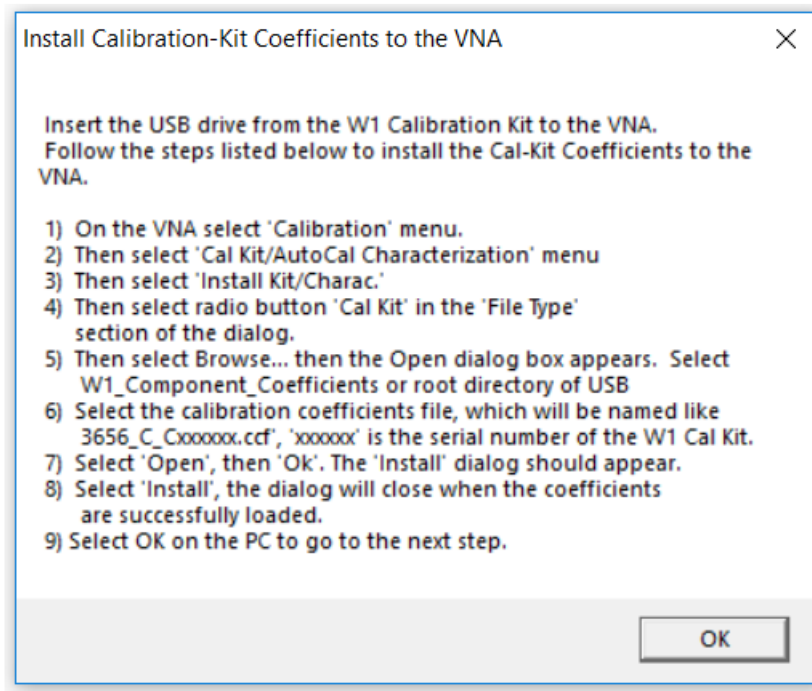 Install Calibration-Kit Coefficients to the VNA
Insert the USB drive from the W1 Calibration Kit to the VNA.
Follow the steps listed below to install the Cal-Kit Coefficients to the
VNA.
1) On the VNA select 'Calibration' menu.
2) Then select 'Cal Kit/AutoCal Characterization' menu
3) Then select 'Install Kit/Charac.'
4) Then select radio button 'Cal Kit' in the 'File Type'
section of the dialog.
5) Then select Browse... then the Open dialog box appears.  Select
W1_Component_Coefficients or root directory of USB
6) Select the calibration coefficients file, which will be named like
3656_C_Cxxxxxx.ccf', 'xxxxxx' is the serial number of the W1 Cal Kit.
7) Select 'Open', then 'Ok'. The 'Install' dialog should appear.
8) Select 'Install', the dialog will close when the coefficients
are successfully loaded.
9) Select OK on the PC to go to the next step.
OK